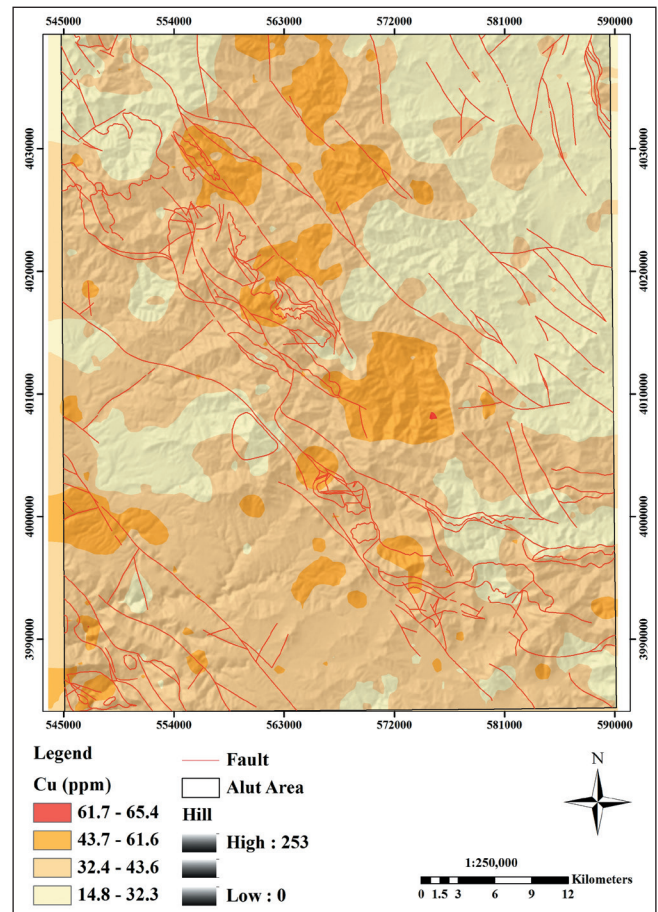 545000 554000 563000 572000 581000 590000
4030000 4030000
4020000 4020000
4010000 4010000
4000000 4000000
3990000 3990000
545000 554000 563000 572000 581000 590000
Legend
Cu (ppm)
61.7 - 65.4
43.7 - 61.6
32.4 - 43.6
14.8 - 32.3
Fault
Alut Area
Hill
High : 253
Low : 0
N
1:250,000
Kilometers
0 1.5 3 6 9 12